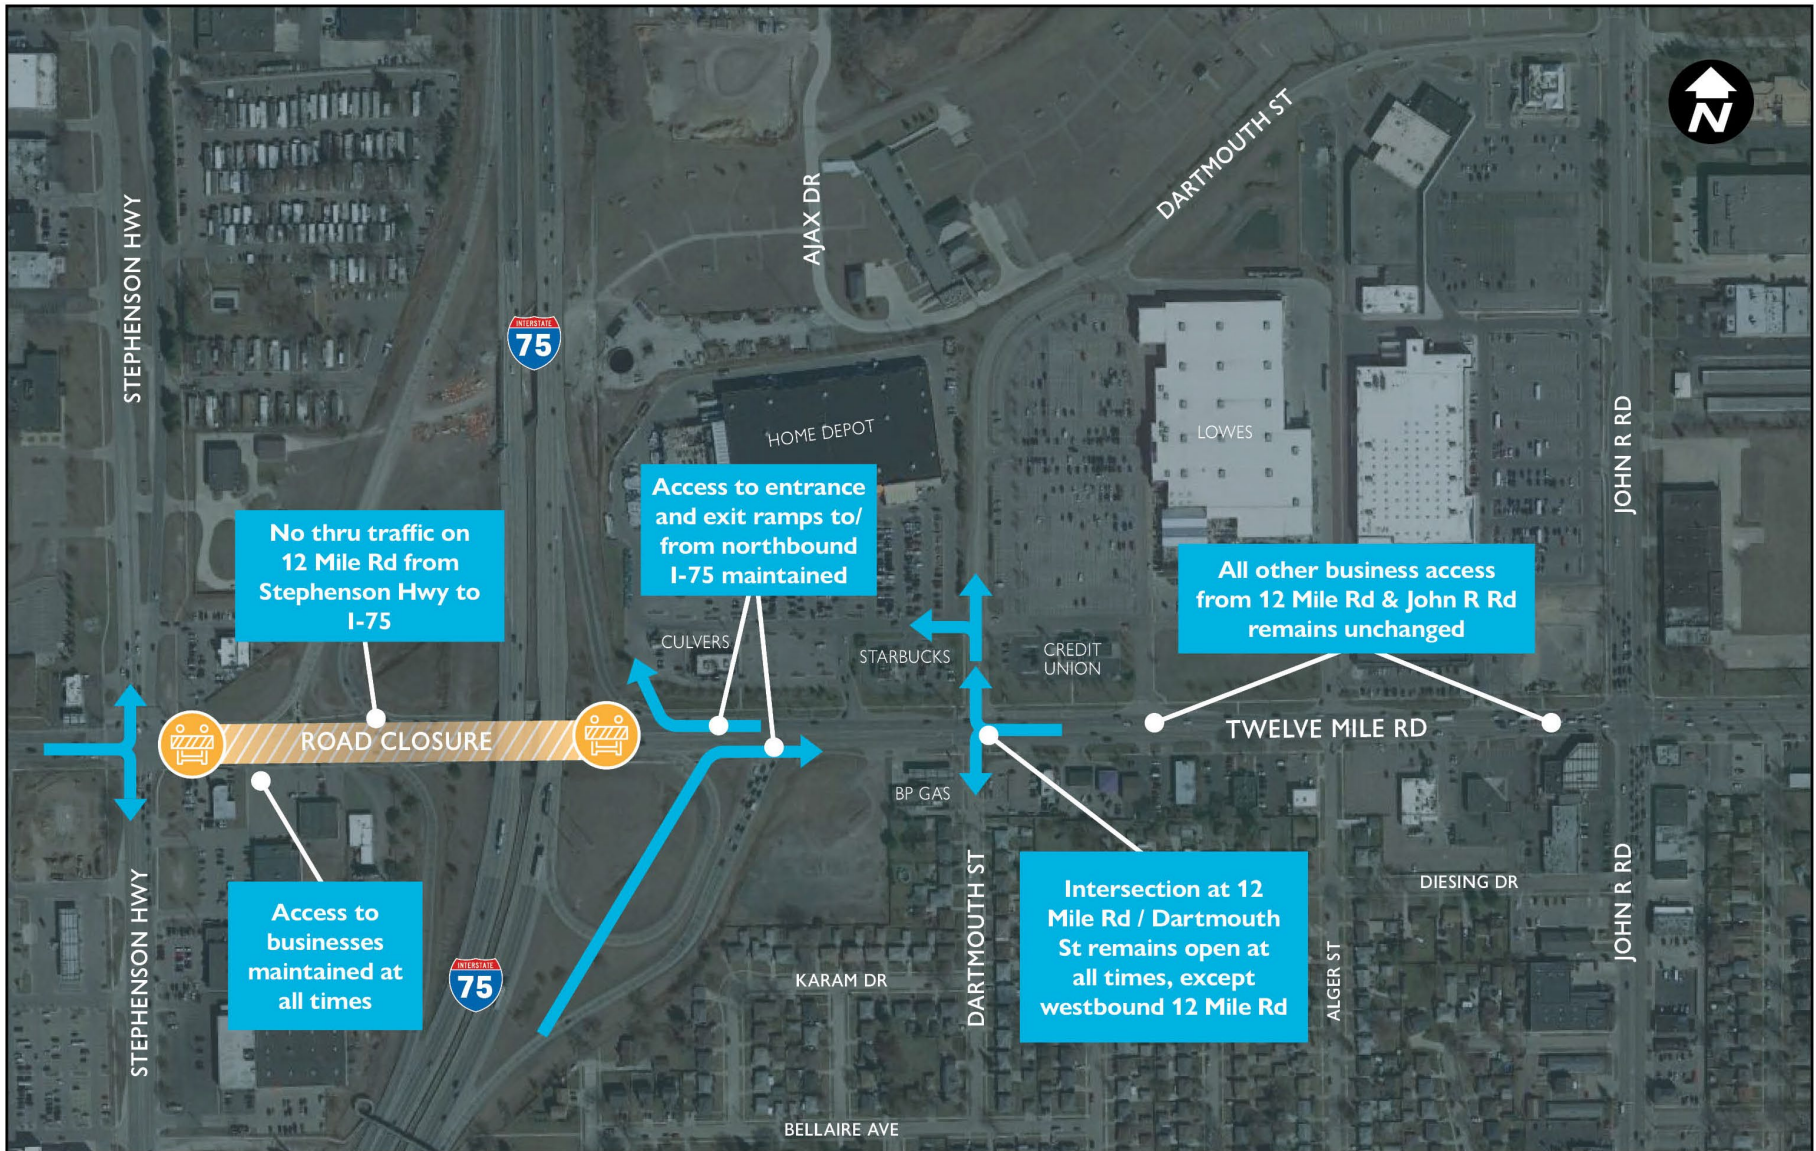 N
STEPHENSON HWY
AJAX DR
DARTMOUTH ST
INTERSTATE
75
JOHN R RD
HOME DEPOT
LOWES
No thru traffic on
12 Mile Rd from
Stephenson Hwy to
I-75
Access to entrance
and exit ramps to/
from northbound
I-75 maintained
All other business access
from 12 Mile Rd & John R Rd
remains unchanged
CULVERS
STARBUCKS
CREDIT
UNION
ROAD CLOSURE
TWELVE MILE RD
BP GAS
STEPHENSON HWY
Access to
businesses
maintained at
all times
INTERSTATE
75
DARTMOUTH ST
Intersection at 12
Mile Rd / Dartmouth
St remains open at
all times, except
westbound 12 Mile Rd
ALGER ST
DIESING DR
JOHN R RD
KARAM DR
BELLAIRE AVE